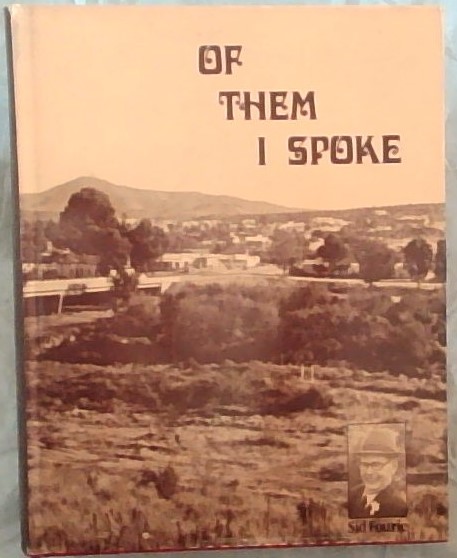 OF
THEM
I SPOKE
Sid Fourie